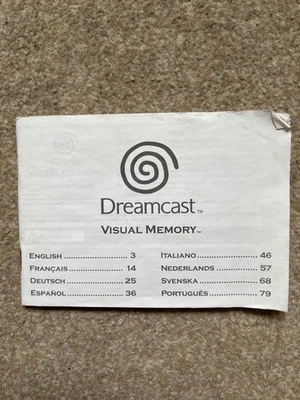 Dreamcast™
VISUAL MEMORY™
ENGLISH ........................ 3
FRANÇAIS ...................... 14
DEUTSCH ....................... 25
ESPAÑOL ....................... 36
ITALIANO ...................... 46
NEDERLANDS ................ 57
SVENSKA ...................... 68
PORTUGUÊS .................. 79